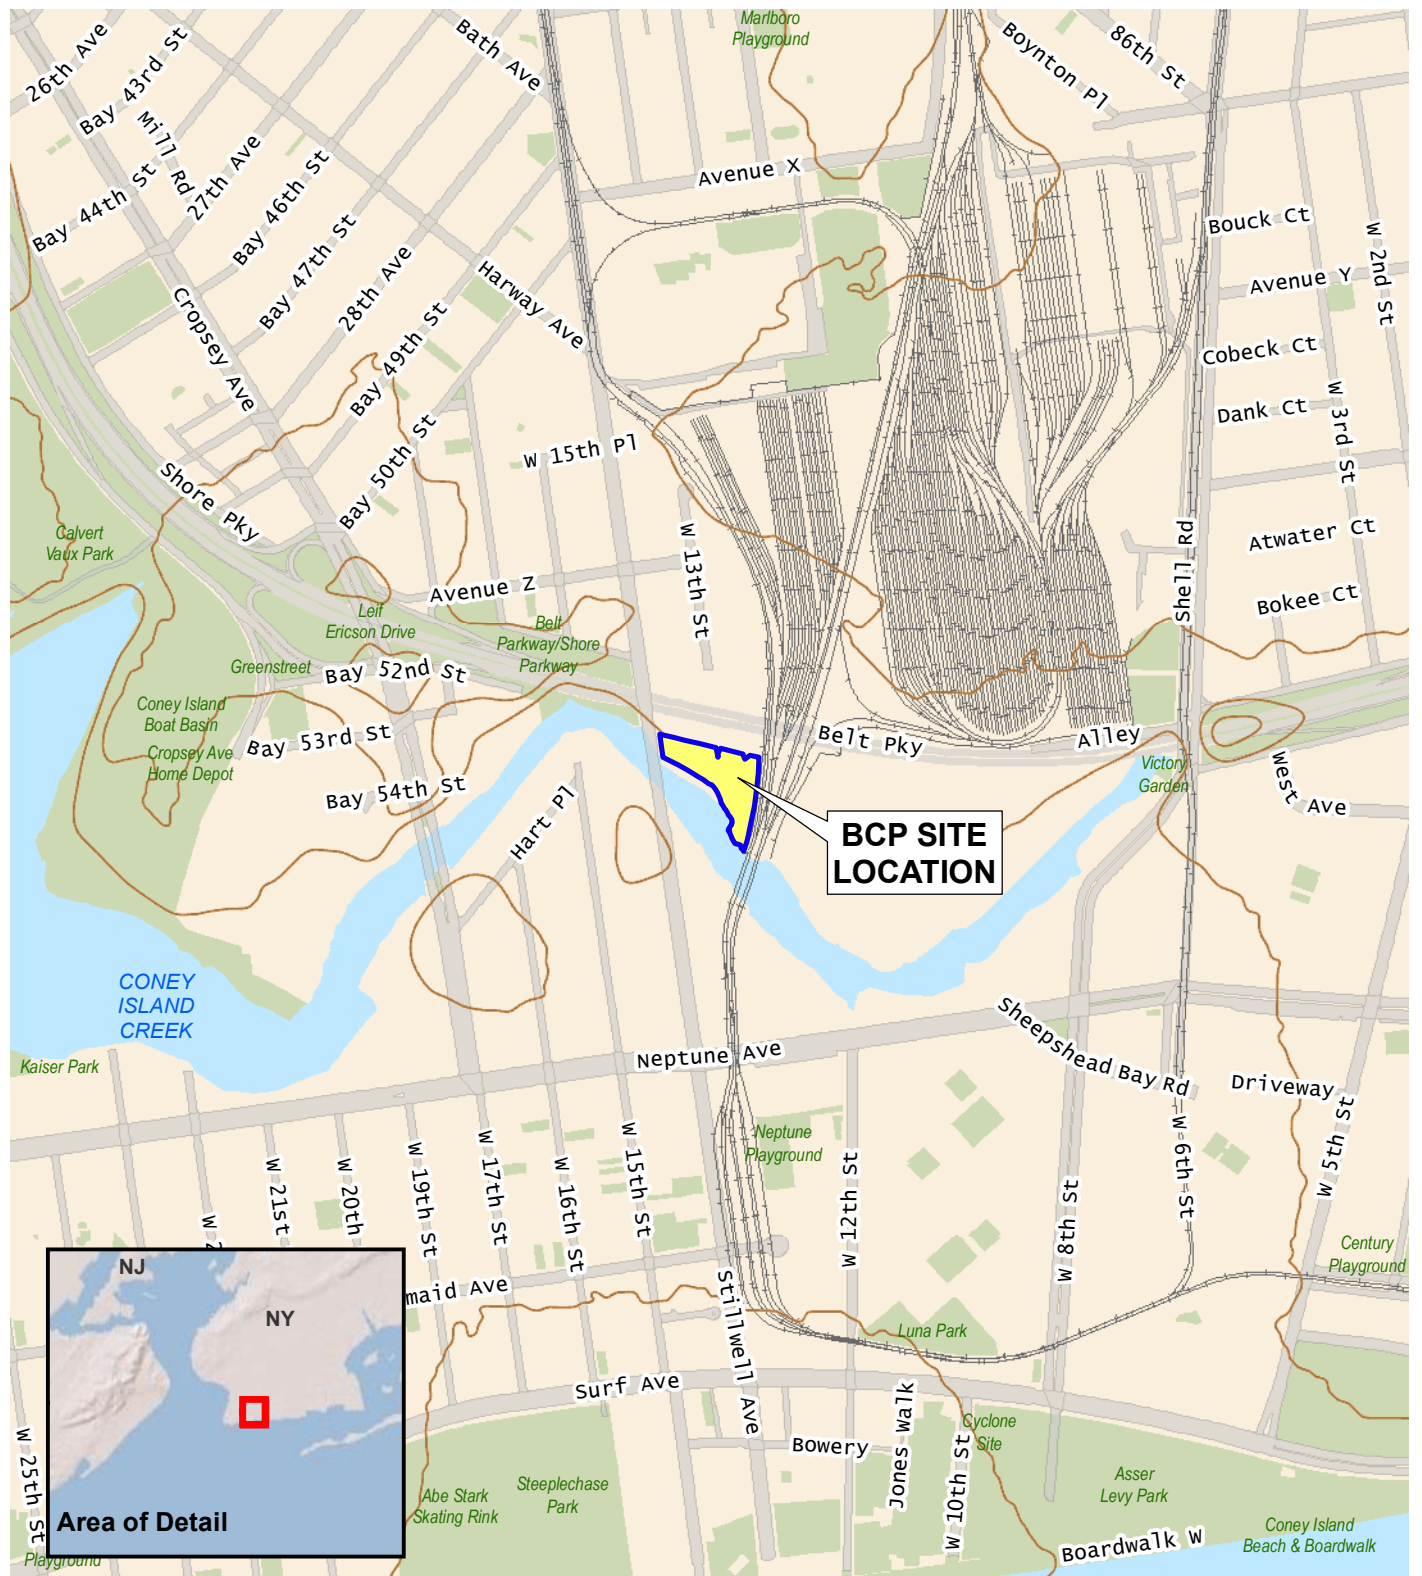 Marlboro
Playground
26th Ave
Bay 43rd St
Bath Ave
Boynton Pl
86th St
Mill Rd
27th Ave
Bay 44th St
Bay 46th St
Avenue X
Bay 47th St
28th Ave
Harway Ave
Bouck Ct
W 2nd St
Avenue Y
Cropsey Ave
Bay 49th St
Cobeck Ct
Dank Ct
W 3rd St
Bay 50th St
W 15th Pl
Shore Pky
Calvert
Vaux Park
W 13th St
Shell Rd
Atwater Ct
Avenue Z
Bokee Ct
Leif
Ericson Drive
Belt
Parkway/Shore
Parkway
Greenstreet
Bay 52nd St
Coney Island
Boat Basin
Bay 53rd St
Cropsey Ave
Home Depot
Belt Pky
Alley
Victory
Garden
West Ave
Bay 54th St
Hart Pl
BCP SITE
LOCATION
CONEY
ISLAND
CREEK
Sheepshead Bay Rd
Neptune Ave
Kaiser Park
Driveway
W 5th St
Neptune
Playground
W 21st
W 20th
W 19th St
W 17th St
W 16th St
W 15th St
W 12th St
W 8th St
W 6th St
Century
Playground
NJ
NY
maid Ave
Stillwell Ave
Luna Park
Surf Ave
Jones Walk
Bowery
Cyclone
Site
W 10th St
W 25th St
Abe Stark
Skating Rink
Steeplechase
Park
Asser
Levy Park
Area of Detail
Coney Island
Beach & Boardwalk
Boardwalk W
Playground